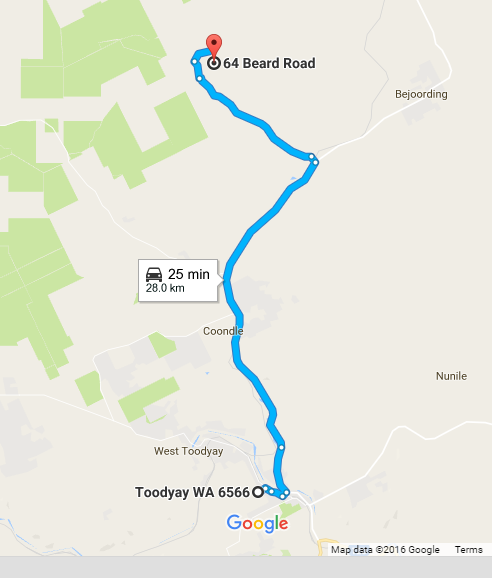 64 Beard Road
Bejoording
25 min
28.0 km
Coondle
Nunile
West Toodyay
Toodyay WA 6566
Google
Map data ©2016 Google Terms